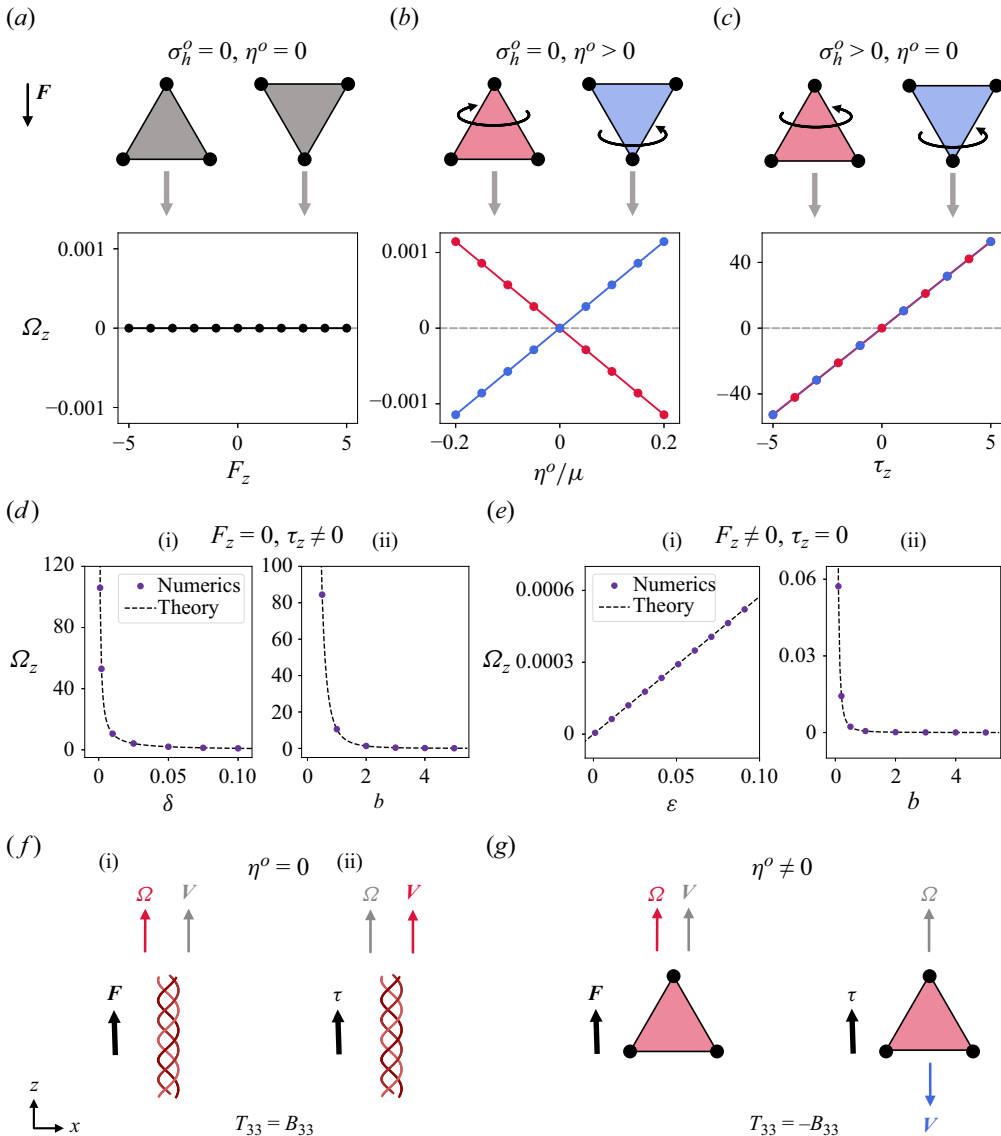 (a)
(b)
(c)
σ_h^o = 0, η^o = 0
σ_h^o = 0, η^o > 0
σ_h^o > 0, η^o = 0
F
0.001
0
−0.001
Ω_z
−5 0 5
F_z
0.001
0
−0.001
−0.2 0 0.2
η^o/μ
40
0
−40
−5 0 5
τ_z
(d)
F_z = 0, τ_z ≠ 0
(i)
(ii)
120
80
40
0
Ω_z
Numerics
Theory
0 0.05 0.10
δ
100
80
60
40
20
0
0 2 4
b
(e)
F_z ≠ 0, τ_z = 0
(i)
(ii)
0.0006
0.0003
0
Ω_z
Numerics
Theory
0 0.05 0.10
ε
0.06
0.03
0
0 2 4
b
(f)
η^o = 0
(i)
(ii)
Ω V
Ω V
F
τ
z
x
T_33 = B_33
(g)
η^o ≠ 0
Ω V
Ω
F
τ
V
T_33 = −B_33